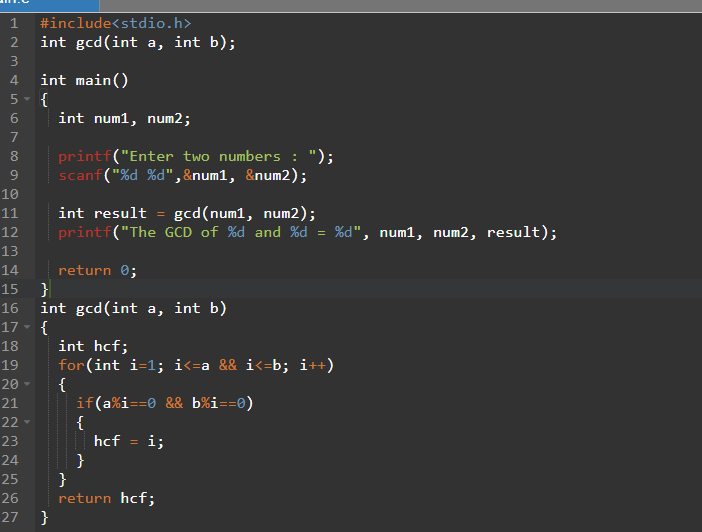 1 #include<stdio.h>
2 int gcd(int a, int b);
3
4 int main()
5 {
6 int num1, num2;
7
8 printf("Enter two numbers : ");
9 scanf("%d %d",&num1, &num2);
10
11 int result = gcd(num1, num2);
12 printf("The GCD of %d and %d = %d", num1, num2, result);
13
14 return 0;
15 }
16 int gcd(int a, int b)
17 {
18 int hcf;
19 for(int i=1; i<=a && i<=b; i++)
20 {
21 if(a%i==0 && b%i==0)
22 {
23 hcf = i;
24 }
25 }
26 return hcf;
27 }